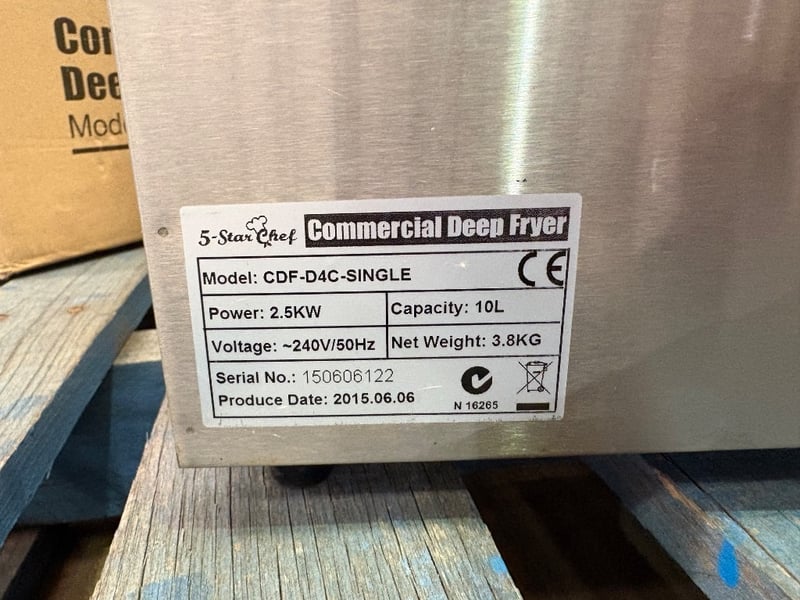 Co
Dee
Mod
5-Star Chef Commercial Deep Fryer
Model: CDF-D4C-SINGLE CE
Power: 2.5KW Capacity: 10L
Voltage: ~240V/50Hz Net Weight: 3.8KG
Serial No.: 150606122
Produce Date: 2015.06.06 N 16265